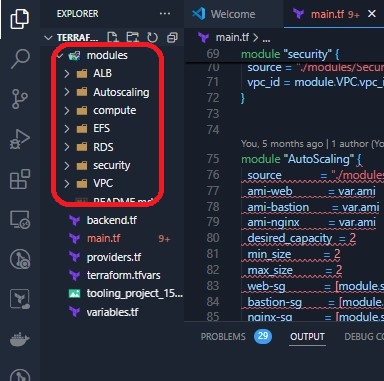 EXPLORER
TERRAF...
modules
ALB
Autoscaling
compute
EFS
RDS
security
VPC
README.md
backend.tf
main.tf 9+
providers.tf
terraform.tfvars
tooling_project_15...
variables.tf
Welcome
main.tf 9+
main.tf > ...
69 module "security" {
70 source = "./modules/Secur
71 vpc_id = module.VPC.vpc_i
72 }
73
74
You, 5 months ago | 1 author (You)
75 module "AutoScaling" {
76 source = "./modules
77 ami-web = var.ami
78 ami-bastion = var.ami
79 ami-nginx = var.ami
80 desired_capacity = 2
81 min_size = 2
82 max_size = 2
83 web-sg = [module.s
84 bastion-sg = [module.
85 nginx-sg = [module.s
PROBLEMS 29 OUTPUT DEBUG CO